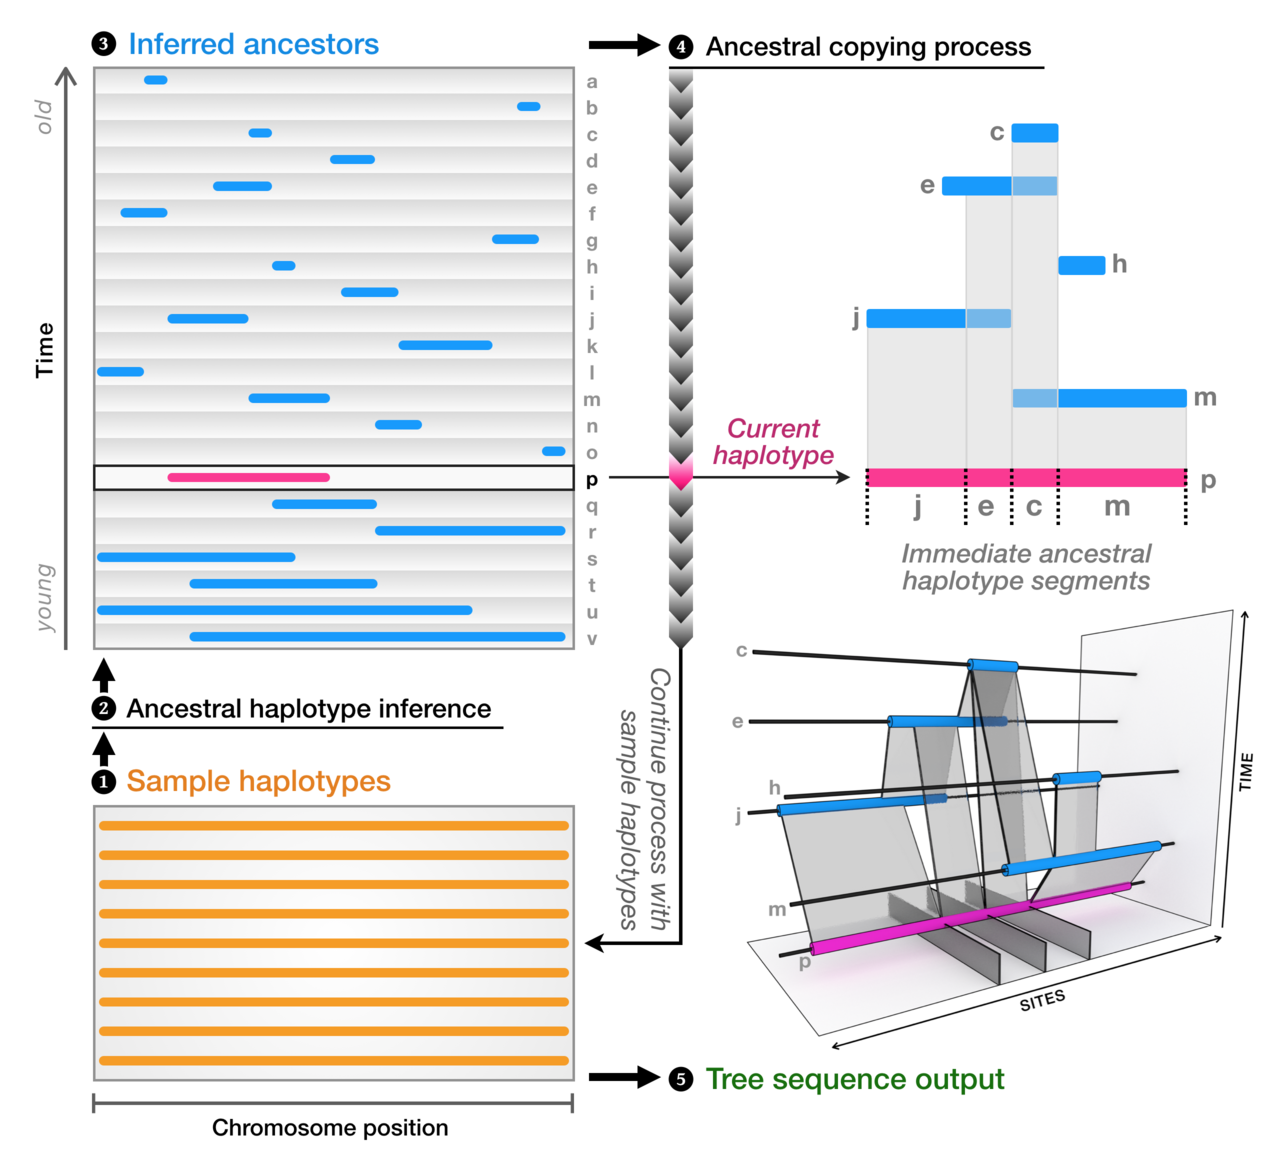 3 Inferred ancestors
4 Ancestral copying process
old
Time
young
a
b
c
d
e
f
g
h
i
j
k
l
m
n
o
p
q
r
s
t
u
v
c
e
h
j
m
Current
haplotype
p
j e c m
Immediate ancestral
haplotype segments
2 Ancestral haplotype inference
1 Sample haplotypes
Continue process with
sample haplotypes
c
e
h
j
m
p
TIME
SITES
5 Tree sequence output
Chromosome position